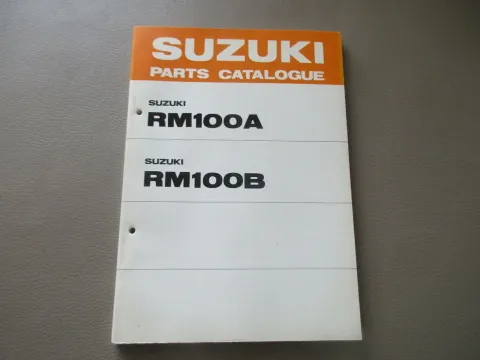 SUZUKI
PARTS CATALOGUE
SUZUKI
RM100A
SUZUKI
RM100B